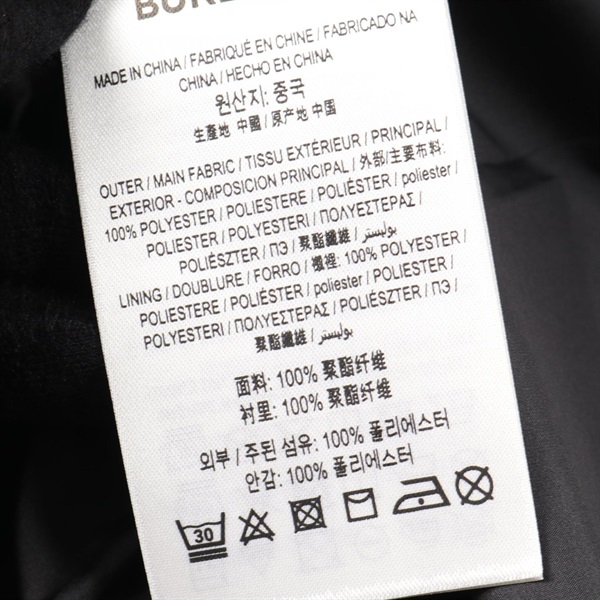 MADE IN CHINA / FABRIQUÉ EN CHINE / FABRICADO NA
CHINA / HECHO EN CHINA
원산지: 중국
生產地 中國 / 原产地 中国
OUTER / MAIN FABRIC / TISSU EXTÉRIEUR / PRINCIPAL /
EXTERIOR - COMPOSICION PRINCIPAL / 外部/主要布料:
100% POLYESTER / POLIESTERE / POLIÉSTER / poliester /
POLIESTER / POLYESTERI / ΠΟΛΥΕΣΤΕΡΑΣ /
POLIÉSZTER / ПЭ / 聚酯纖維 / بوليستر /
LINING / DOUBLURE / FORRO / 襯裡: 100% POLYESTER /
POLIESTERE / POLIÉSTER / poliester / POLIESTER /
POLYESTERI / ΠΟΛΥΕΣΤΕΡΑΣ / POLIÉSZTER / ПЭ /
聚酯纖維 / بوليستر /
面料: 100% 聚酯纤维
衬里: 100% 聚酯纤维
외부 / 주된 섬유: 100% 폴리에스터
안감: 100% 폴리에스터
30